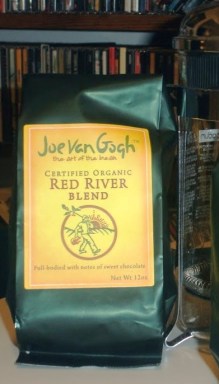 Joe Van Gogh™
the art of the bean
CERTIFIED ORGANIC
RED RIVER
BLEND
Full-bodied with notes of sweet chocolate
Net Wt 12oz